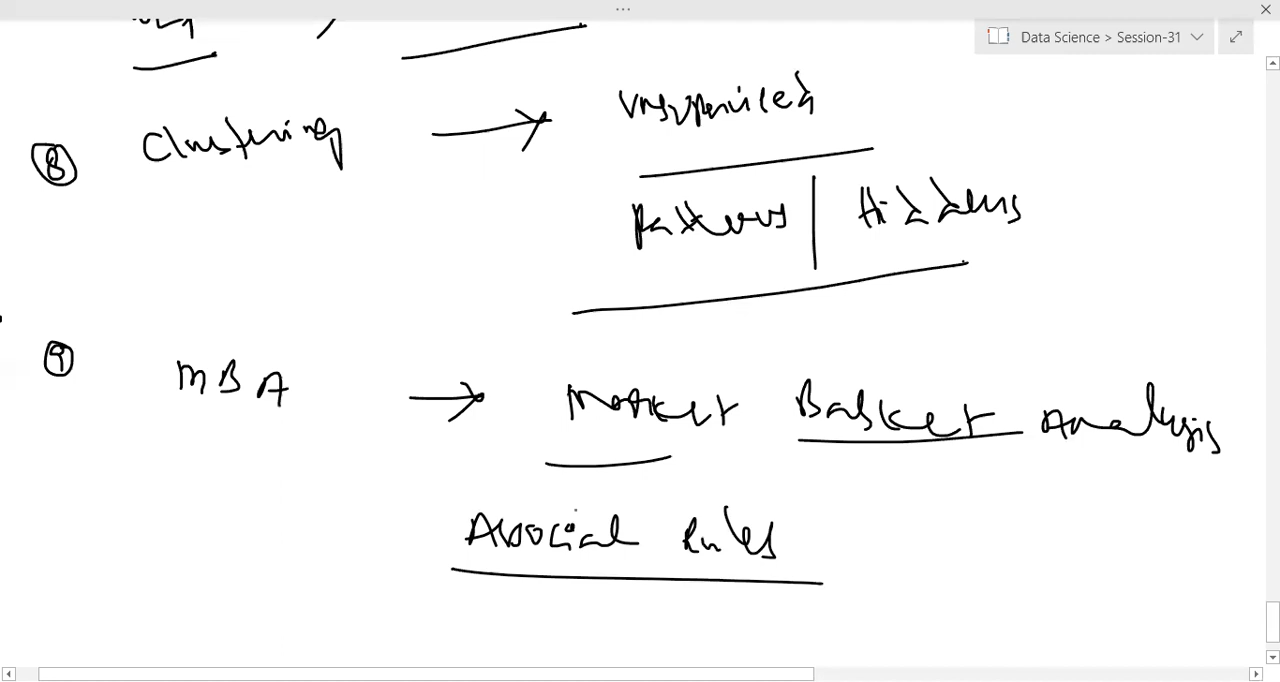 Data Science > Session-31
⑧ Clustering → Unsupervised
Patterns | Hiddens
⑨ MBA → Market Basket Analysis
Associal Rules